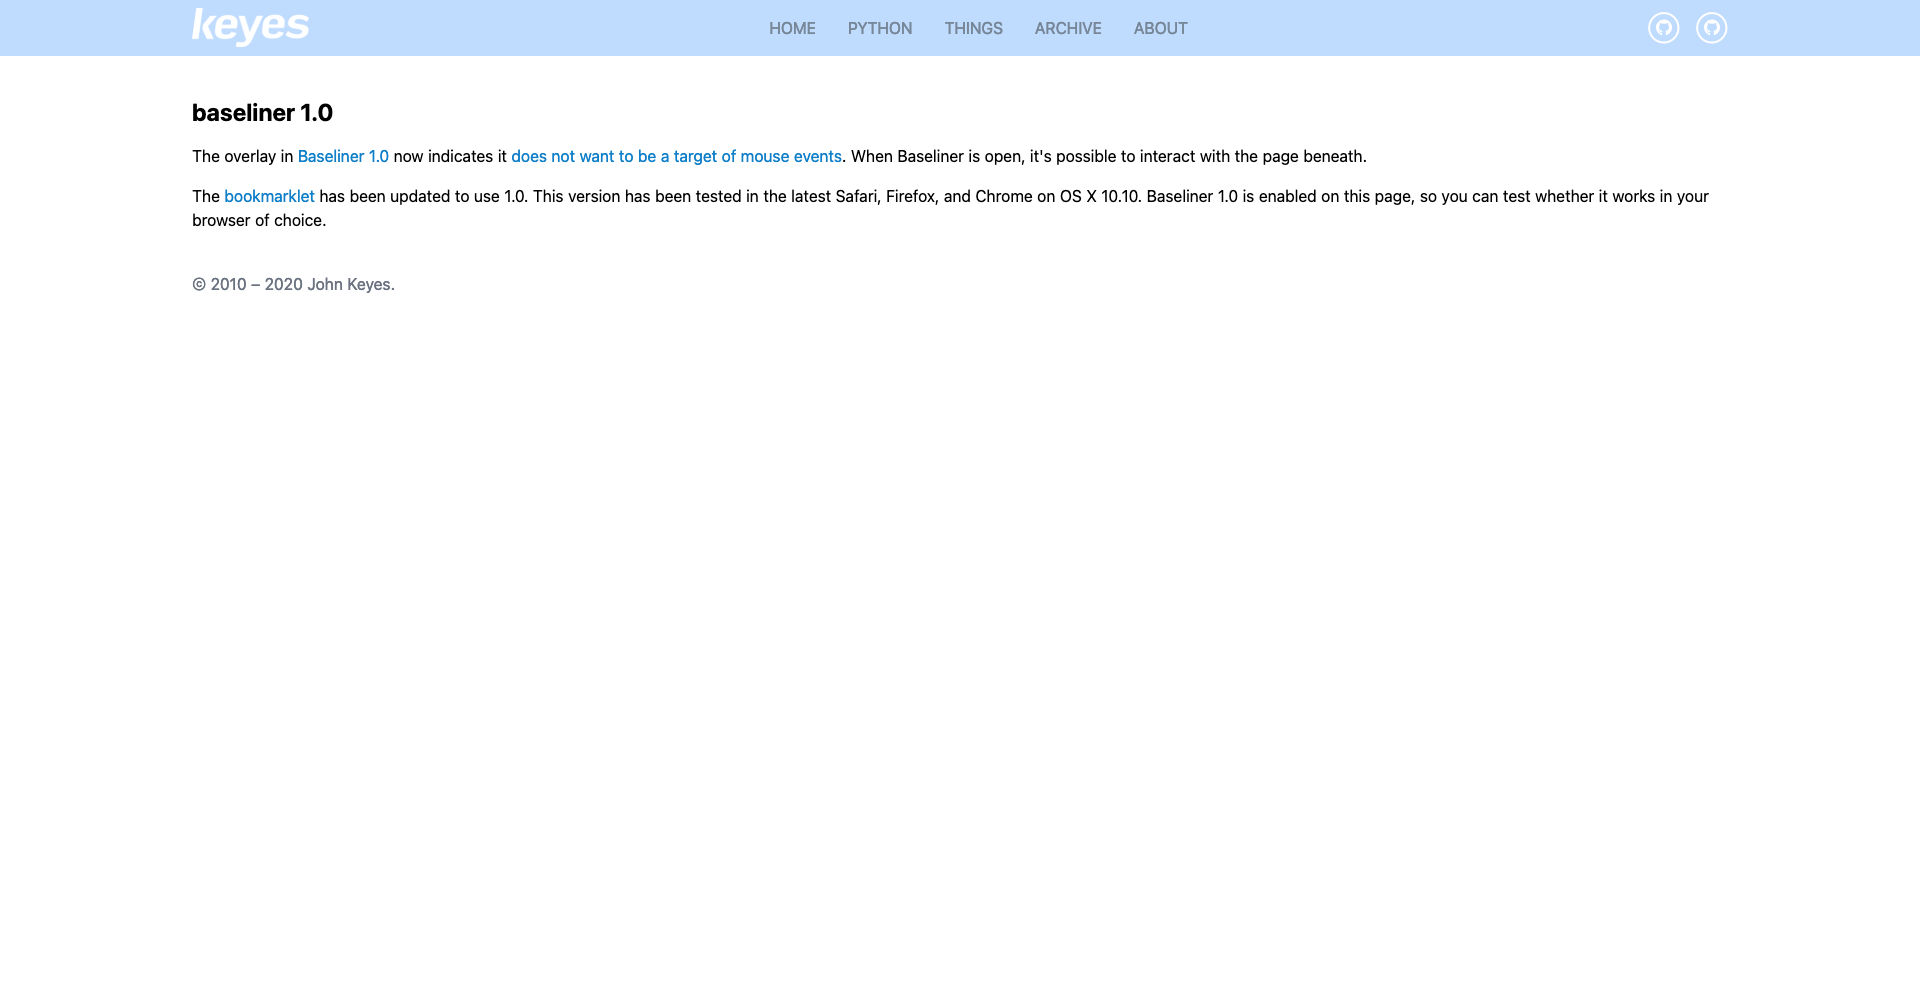 keyes
HOME PYTHON THINGS ARCHIVE ABOUT
baseliner 1.0
The overlay in Baseliner 1.0 now indicates it does not want to be a target of mouse events. When Baseliner is open, it's possible to interact with the page beneath.
The bookmarklet has been updated to use 1.0. This version has been tested in the latest Safari, Firefox, and Chrome on OS X 10.10. Baseliner 1.0 is enabled on this page, so you can test whether it works in your
browser of choice.
© 2010 – 2020 John Keyes.